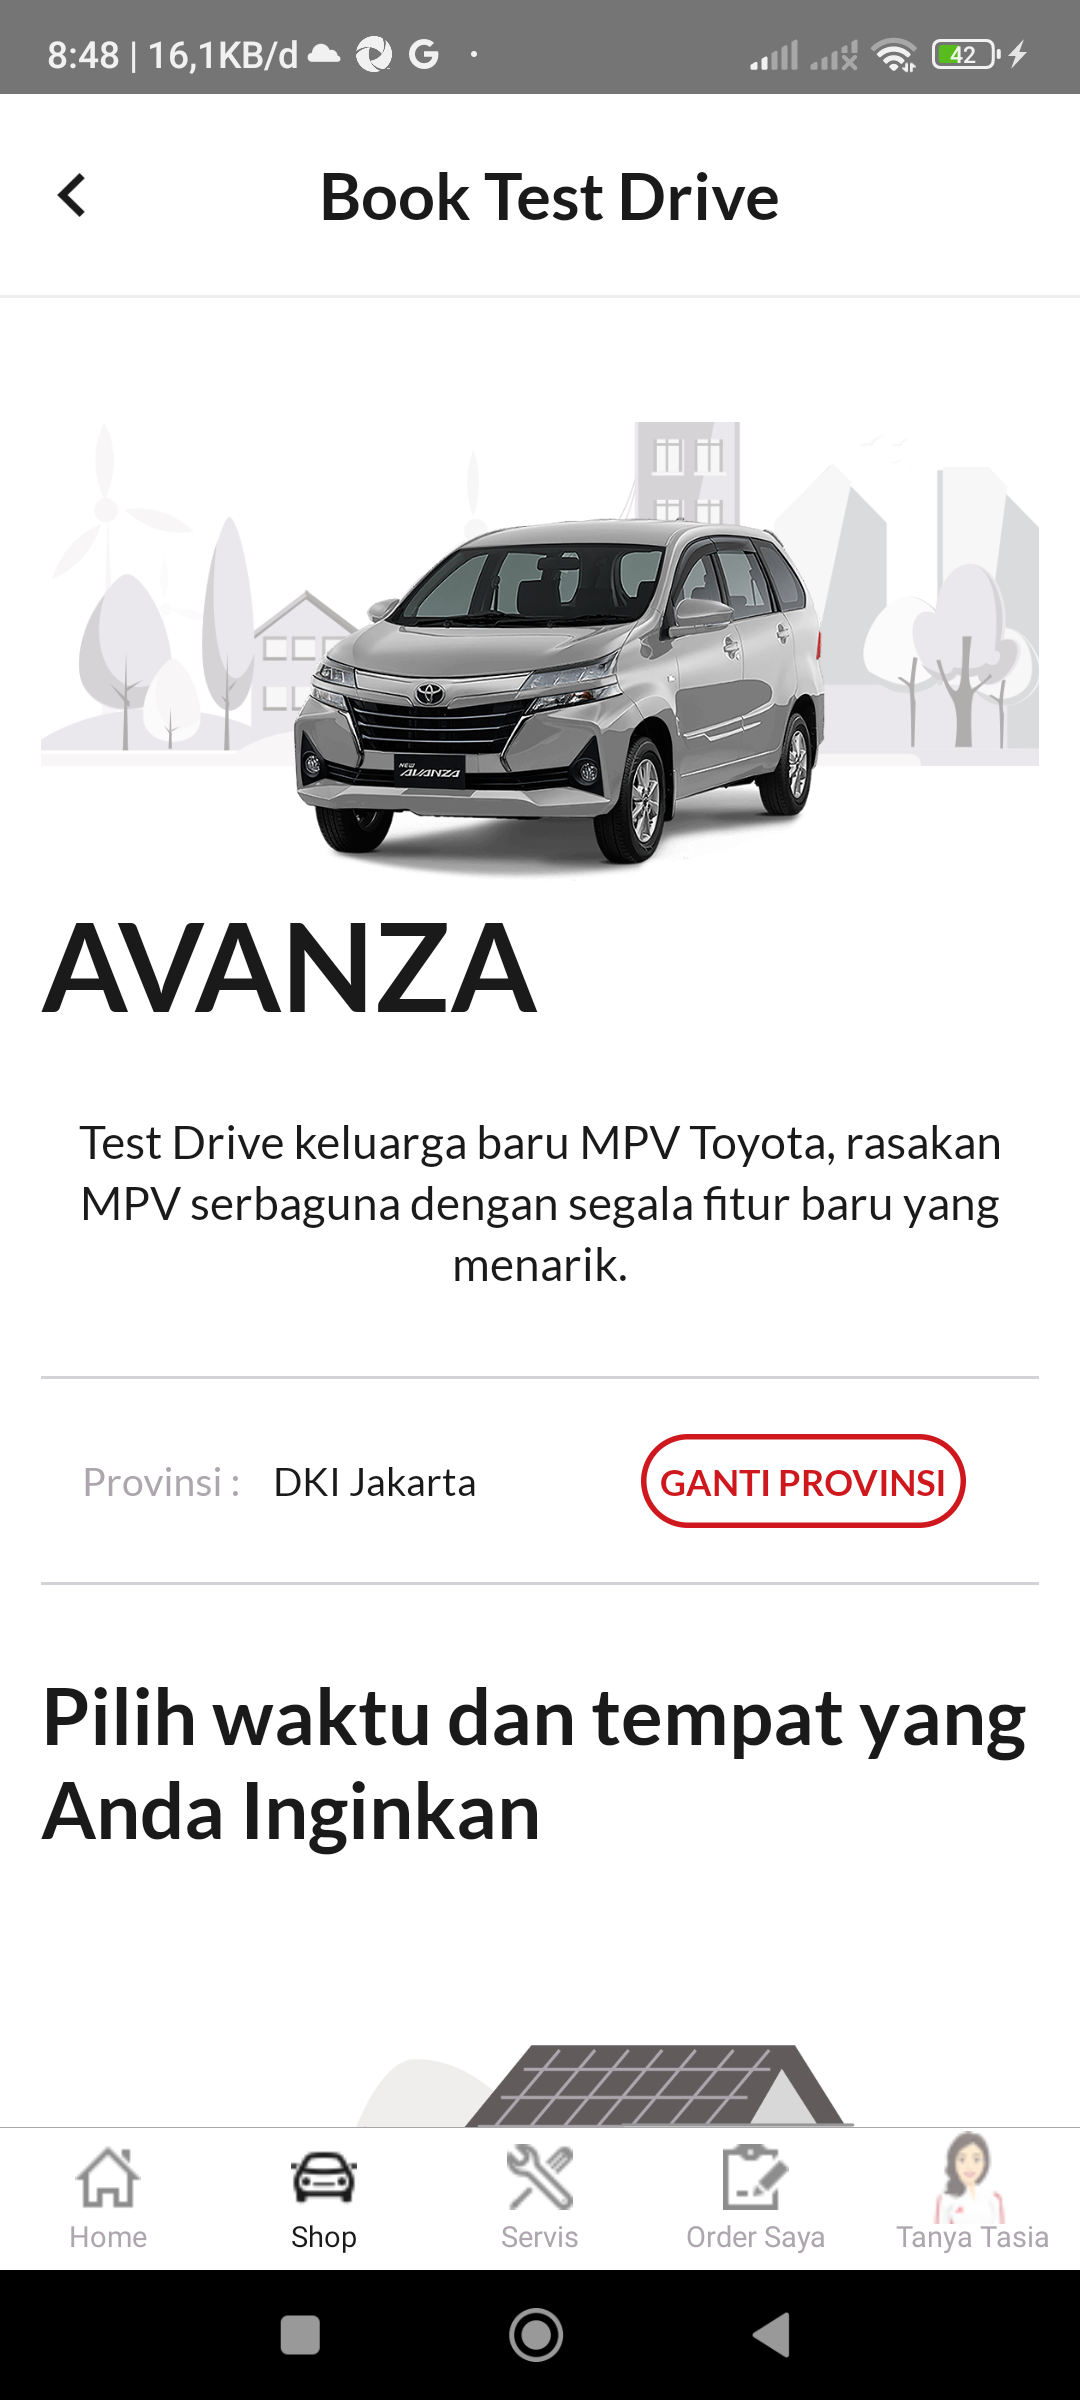 8:48 | 16,1KB/d
42
Book Test Drive
NEW
AVANZA
AVANZA
Test Drive keluarga baru MPV Toyota, rasakan
MPV serbaguna dengan segala fitur baru yang
menarik.
Provinsi : DKI Jakarta
GANTI PROVINSI
Pilih waktu dan tempat yang
Anda Inginkan
Home
Shop
Servis
Order Saya
Tanya Tasia